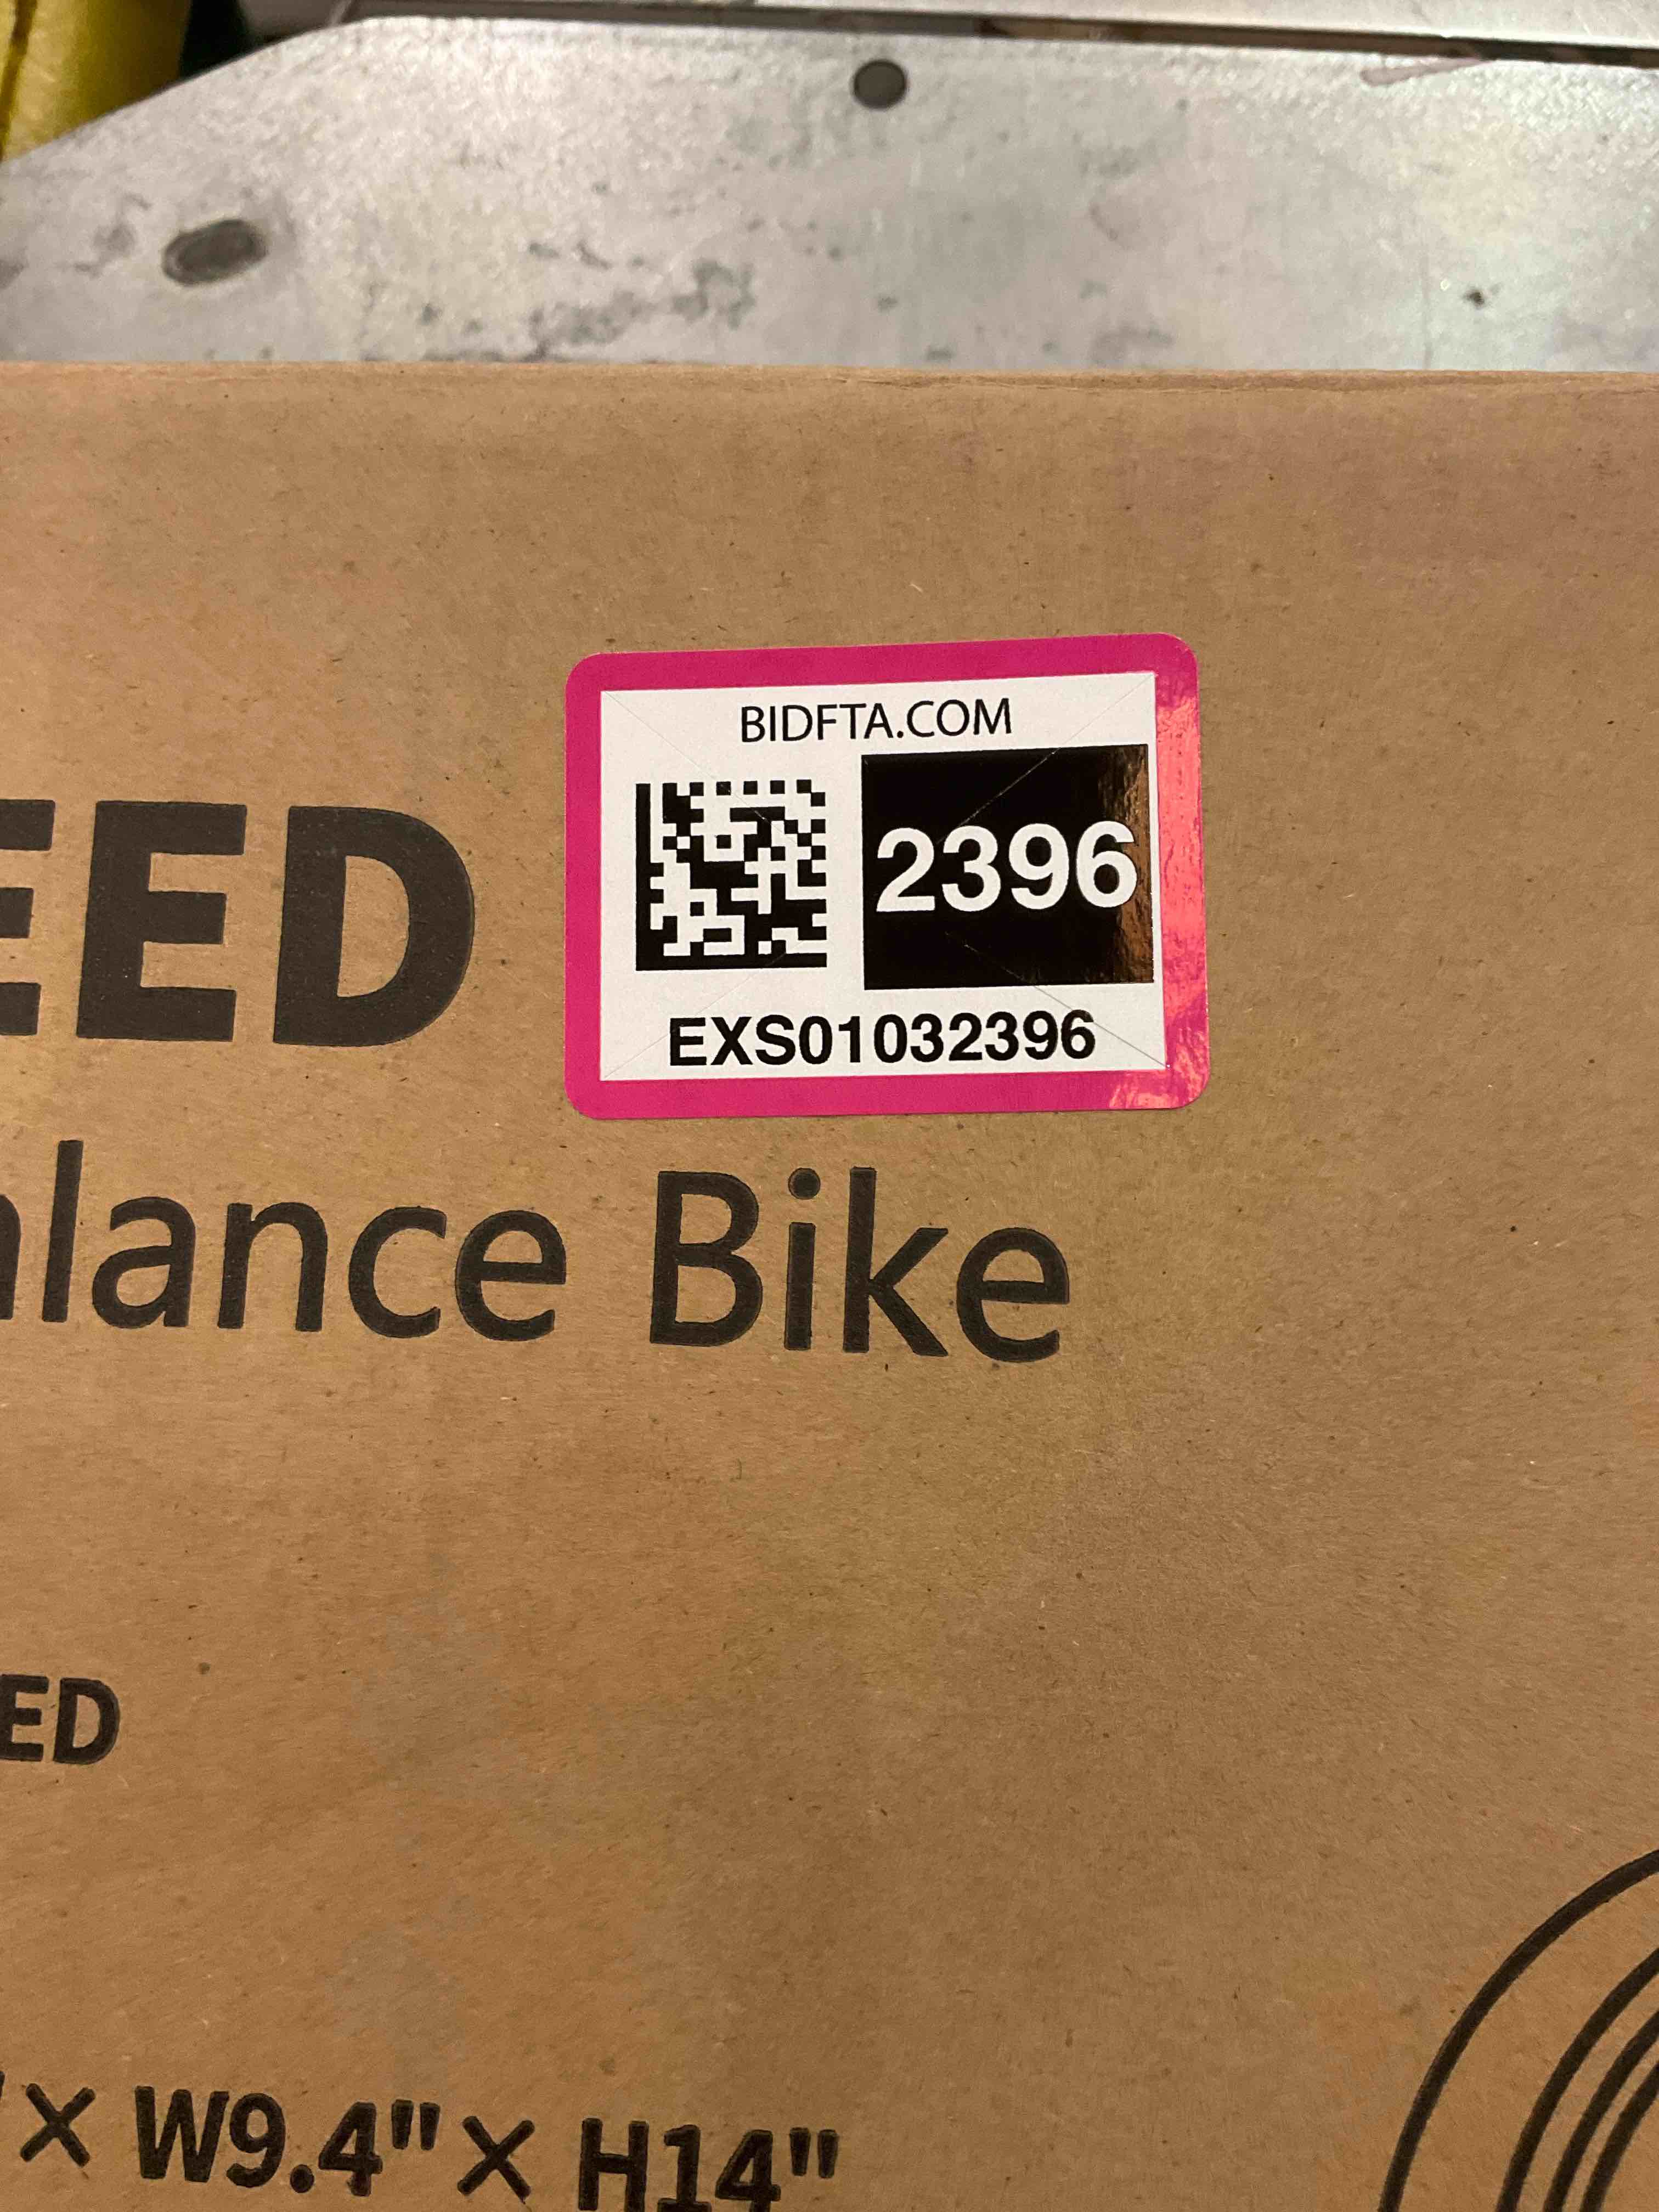 BIDFTA.COM
2396
EXS01032396
EED
alance Bike
ED
" × W9.4" × H14"